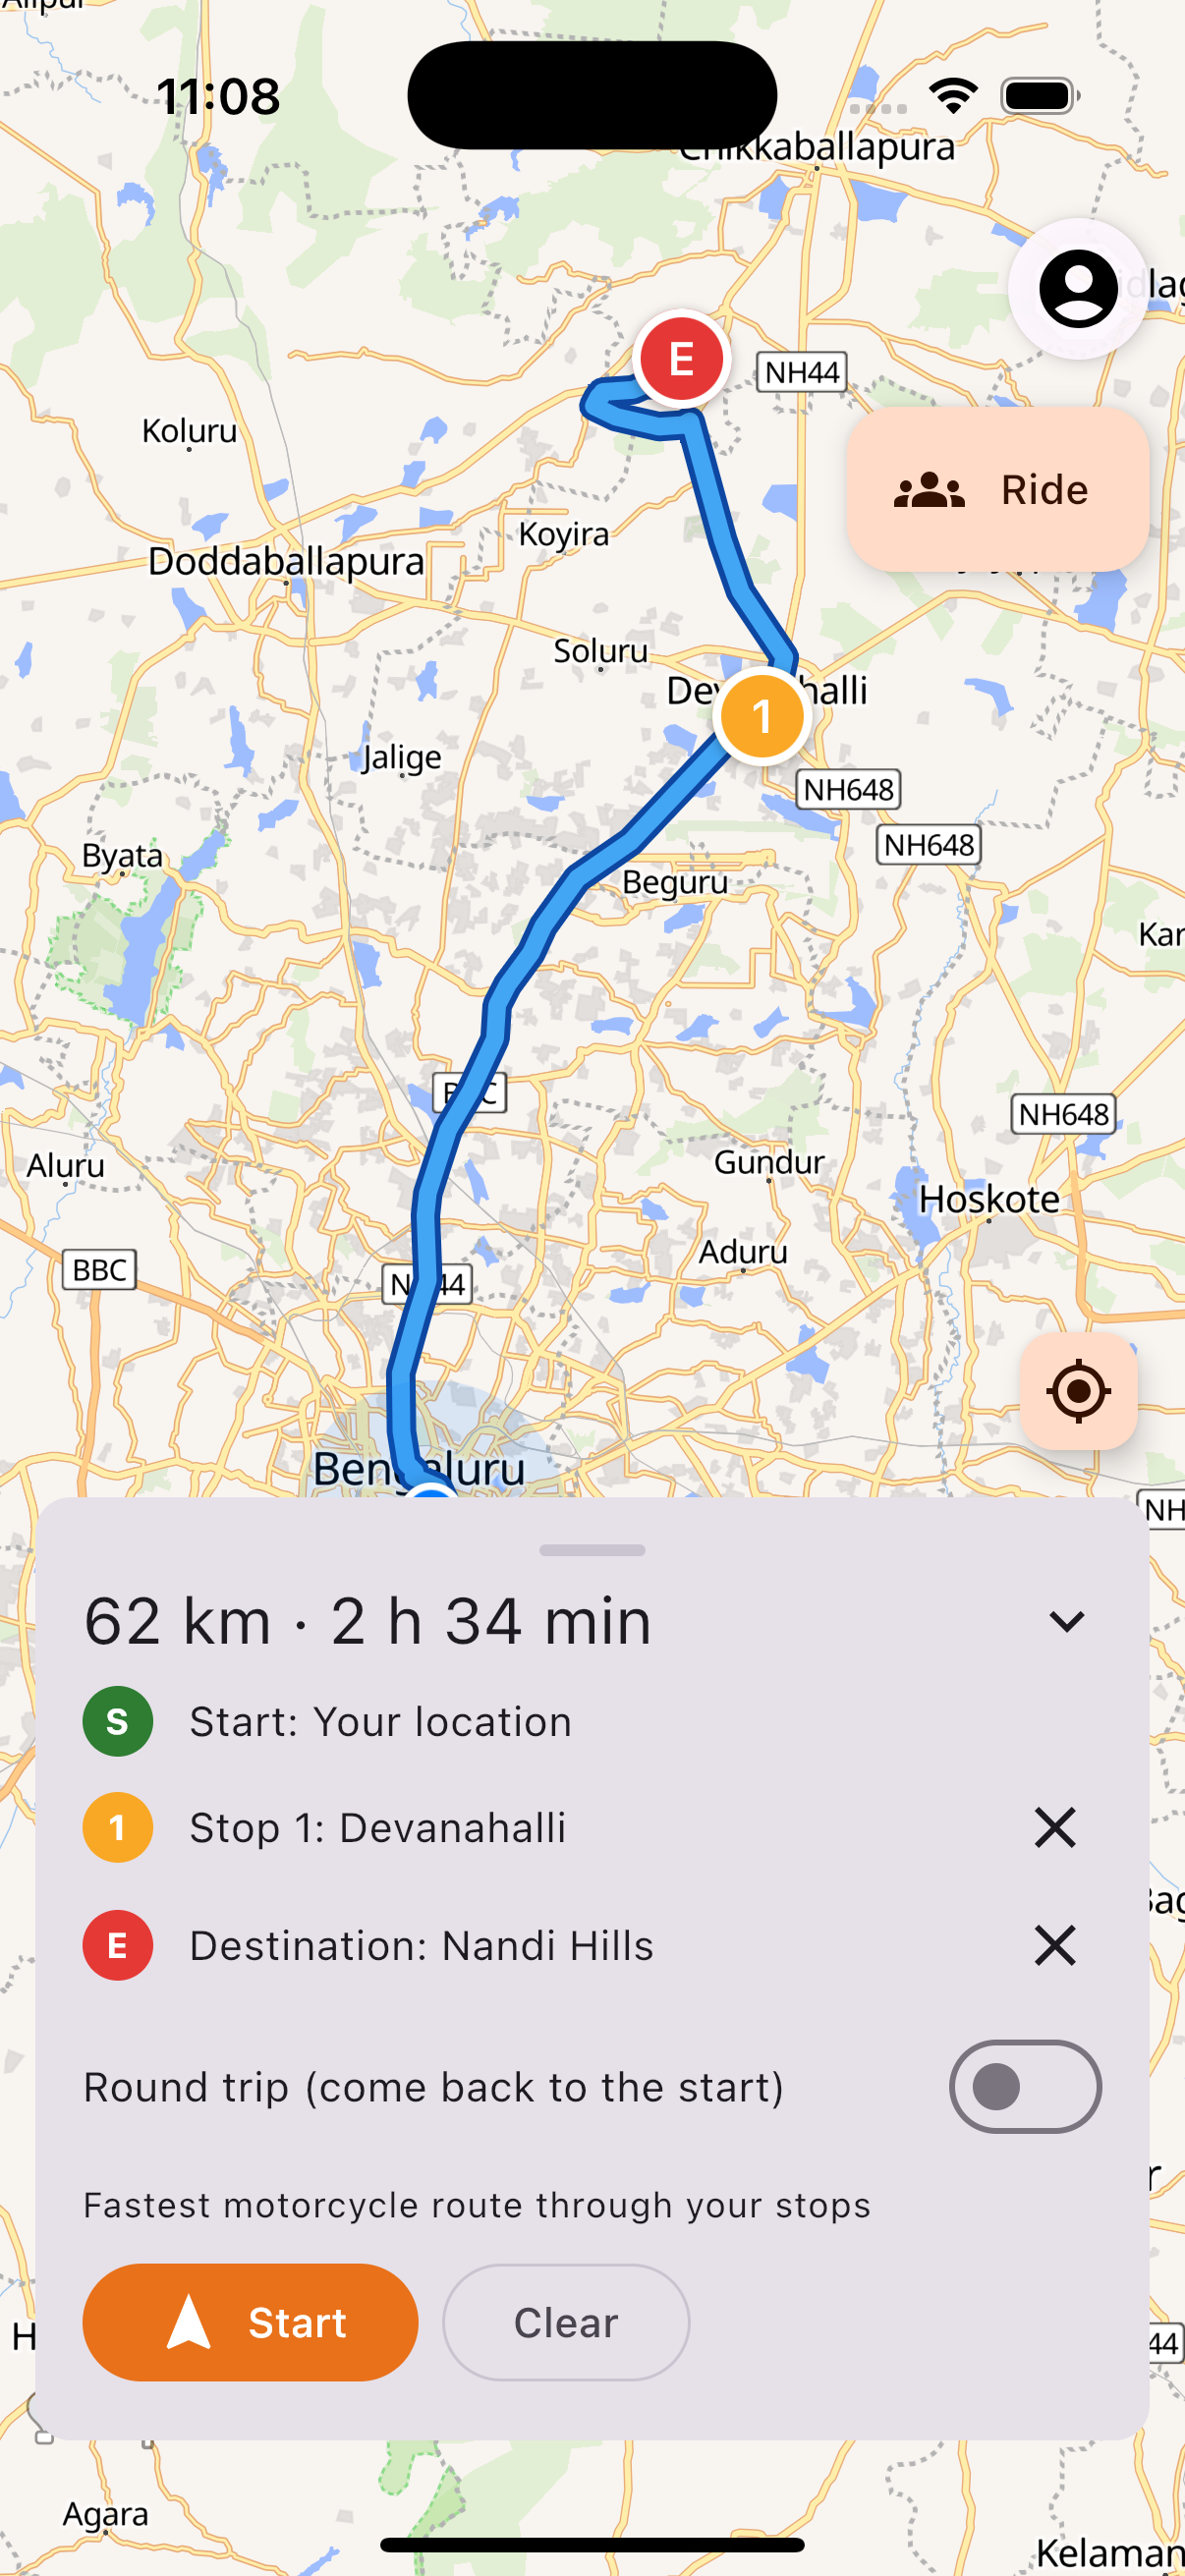 11:08
Chikkaballapura
NH44
Koluru
Ride
Koyira
Doddaballapura
Soluru
1
Jalige
NH648
NH648
Byata
Beguru
NH648
Aluru
Gundur
Hoskote
Aduru
BBC
E
62 km · 2 h 34 min
S Start: Your location
1 Stop 1: Devanahalli
E Destination: Nandi Hills
Round trip (come back to the start)
Fastest motorcycle route through your stops
Start Clear
Agara